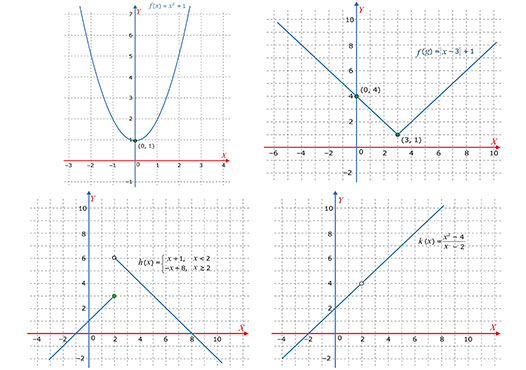 f(x) = x² + 1
Y
7
6
5
4
3
2
1
(0, 1)
X
−3 −2 −1 0 1 2 3 4
−1
Y
10
8
f(g) = |x − 3| + 1
6
(0, 4)
4
2
(3, 1)
X
−6 −4 −2 0 2 4 6 8 10
−2
Y
10
8
6
h(x) = { x + 1, x < 2
−x + 8, x ≥ 2
4
2
X
−4 −2 0 2 4 6 8 10
−2
Y
10
8
k (x) = x² − 4
x − 2
6
4
2
X
−4 −2 0 2 4 6 8 10
−2